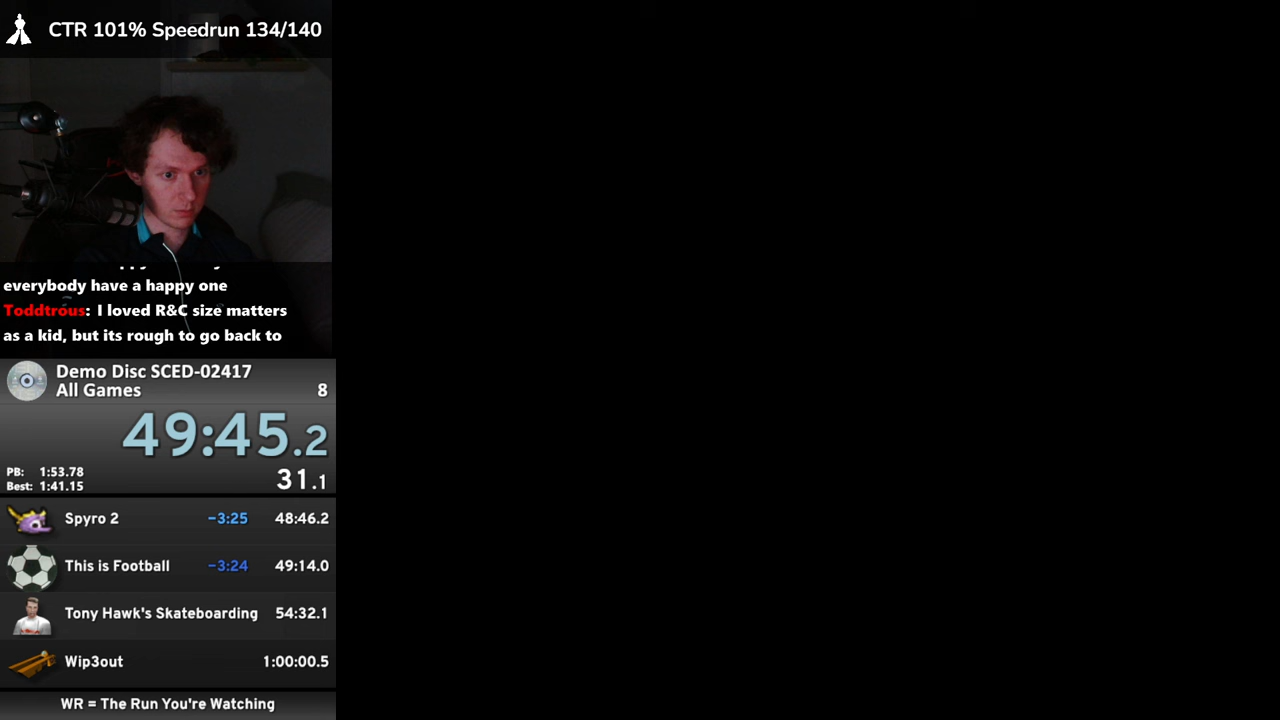 CTR 101% Speedrun 134/140
everybody have a happy one
Toddtrous: I loved R&C size matters
as a kid, but its rough to go back to
Demo Disc SCED-02417
All Games 8
49:45.2
PB: 1:53.78
Best: 1:41.15
31.1
Spyro 2 −3:25 48:46.2
This is Football −3:24 49:14.0
Tony Hawk's Skateboarding 54:32.1
Wip3out 1:00:00.5
WR = The Run You're Watching